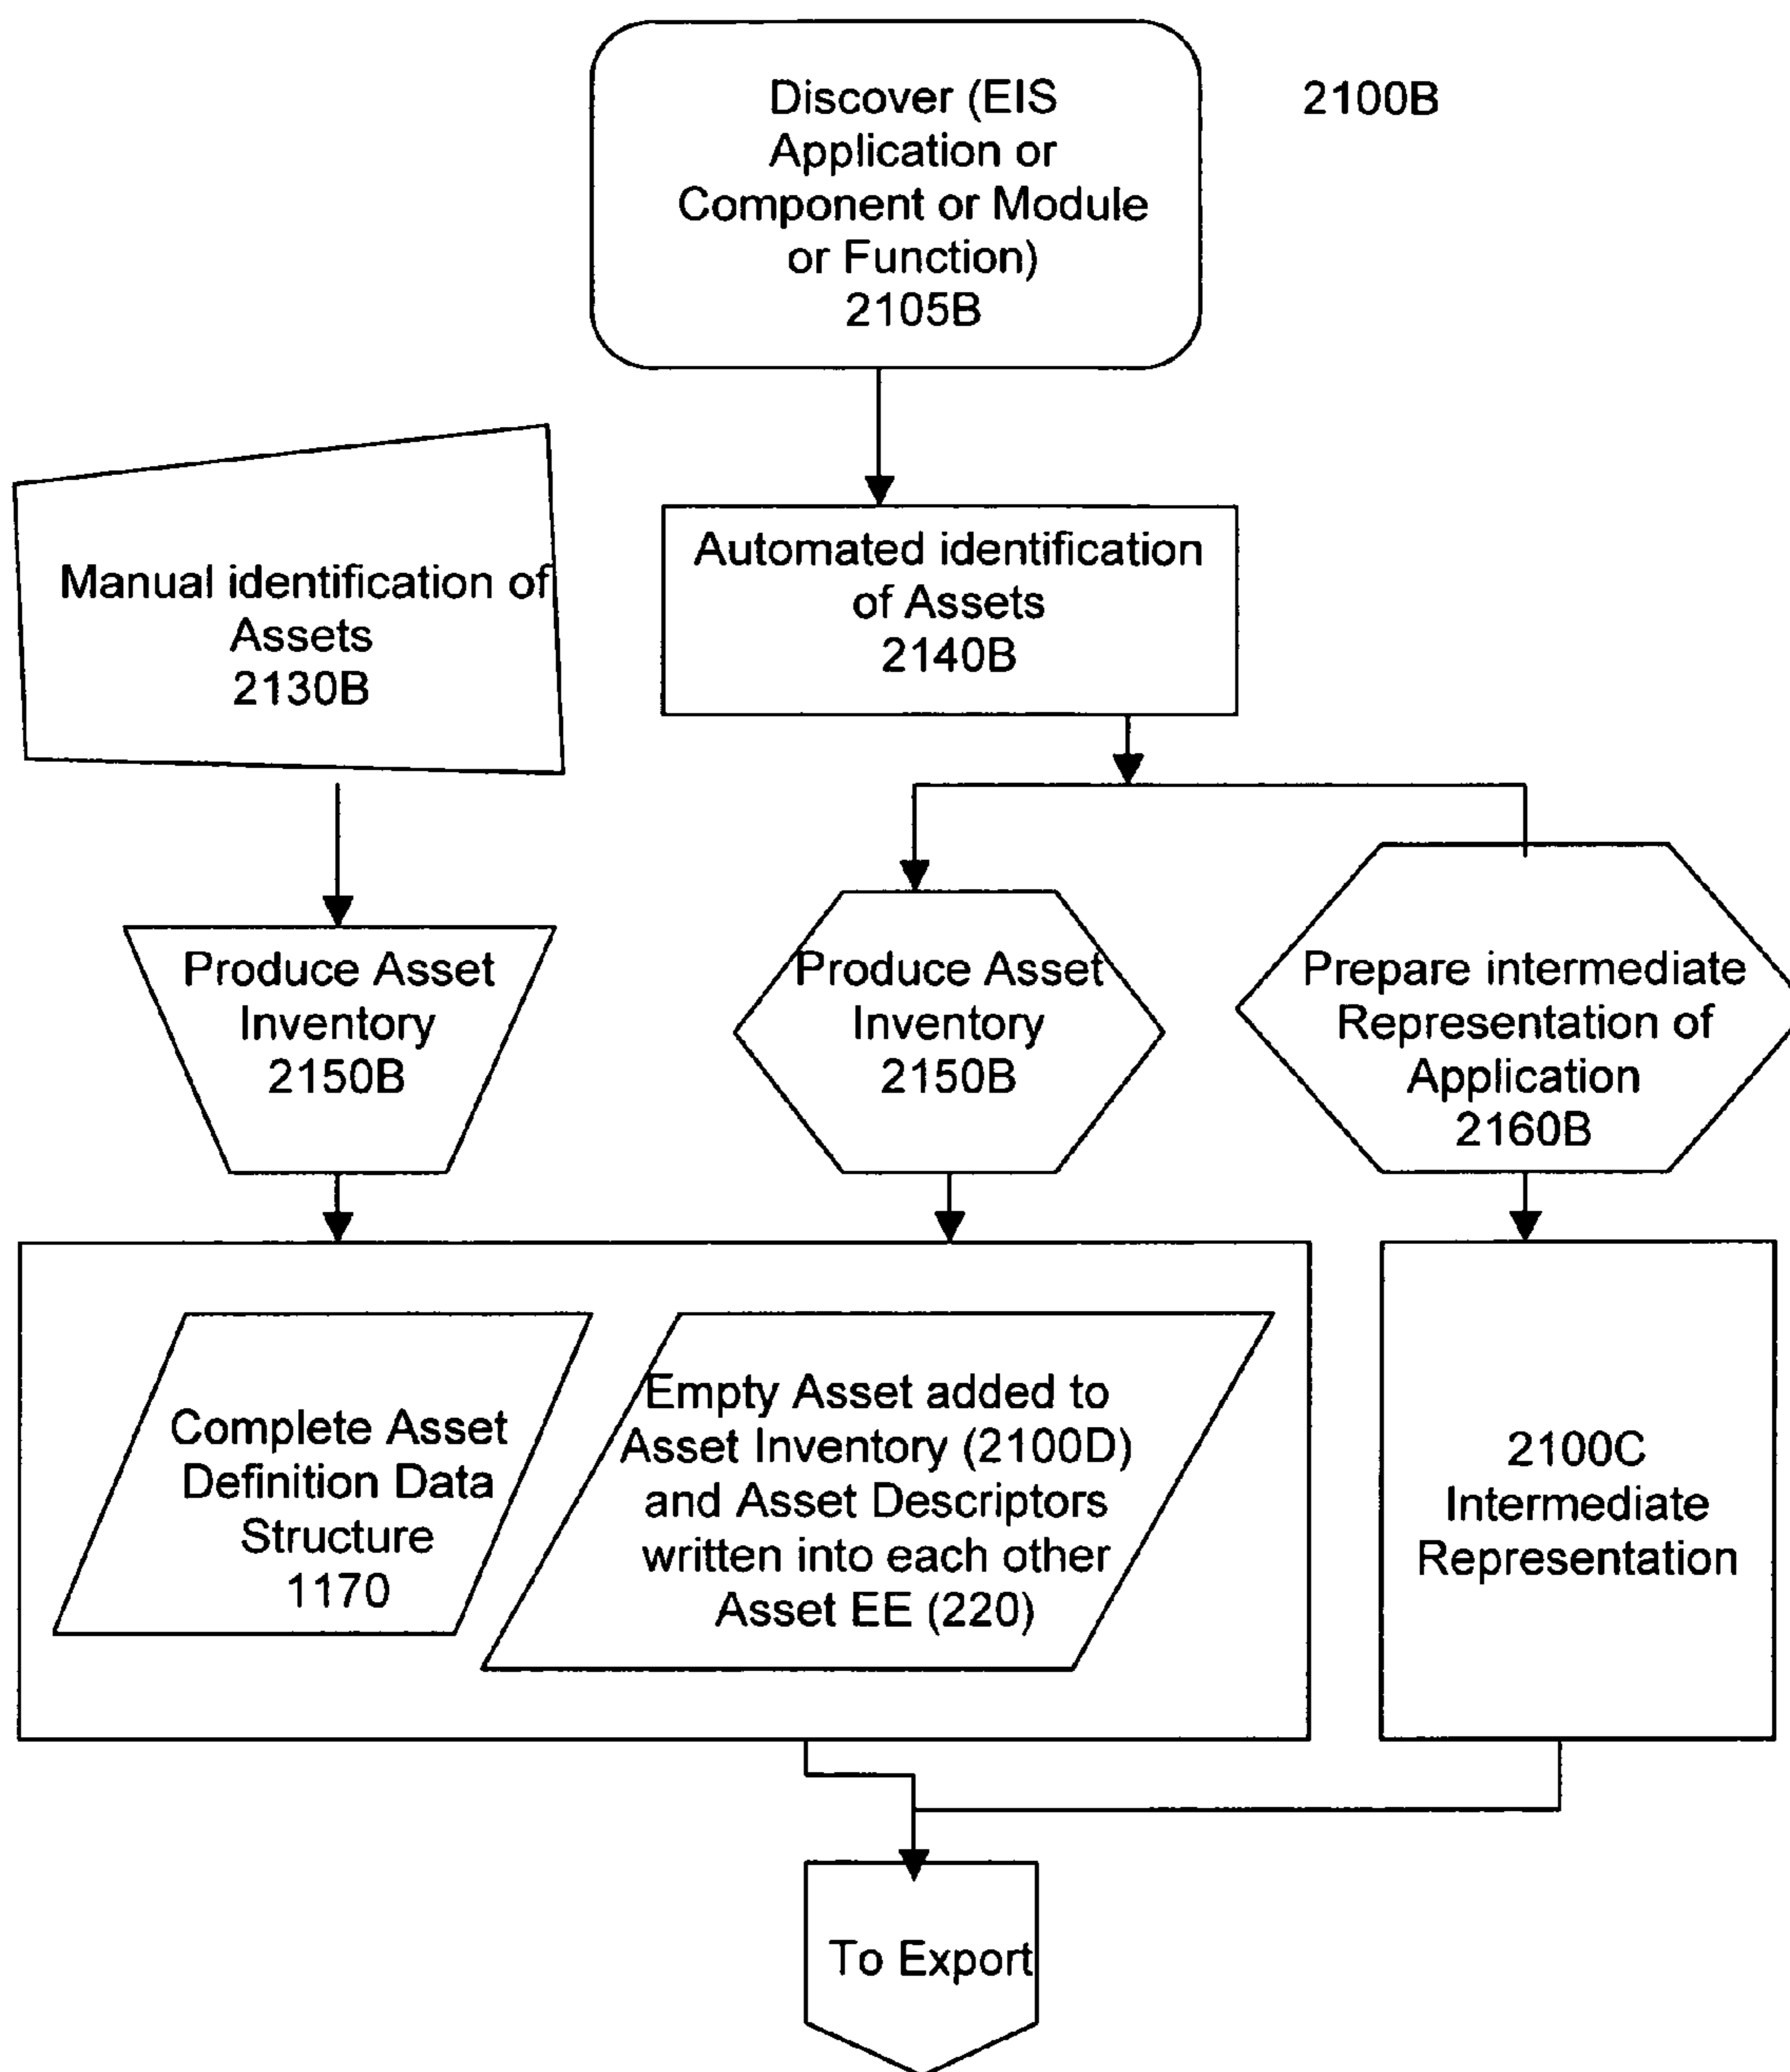 Discover (EIS
Application or
Component or Module
or Function)
2105B
2100B
Manual identification of
Assets
2130B
Automated identification
of Assets
2140B
Produce Asset
Inventory
2150B
Produce Asset
Inventory
2150B
Prepare intermediate
Representation of
Application
2160B
Complete Asset
Definition Data
Structure
1170
Empty Asset added to
Asset Inventory (2100D)
and Asset Descriptors
written into each other
Asset EE (220)
2100C
Intermediate
Representation
To Export